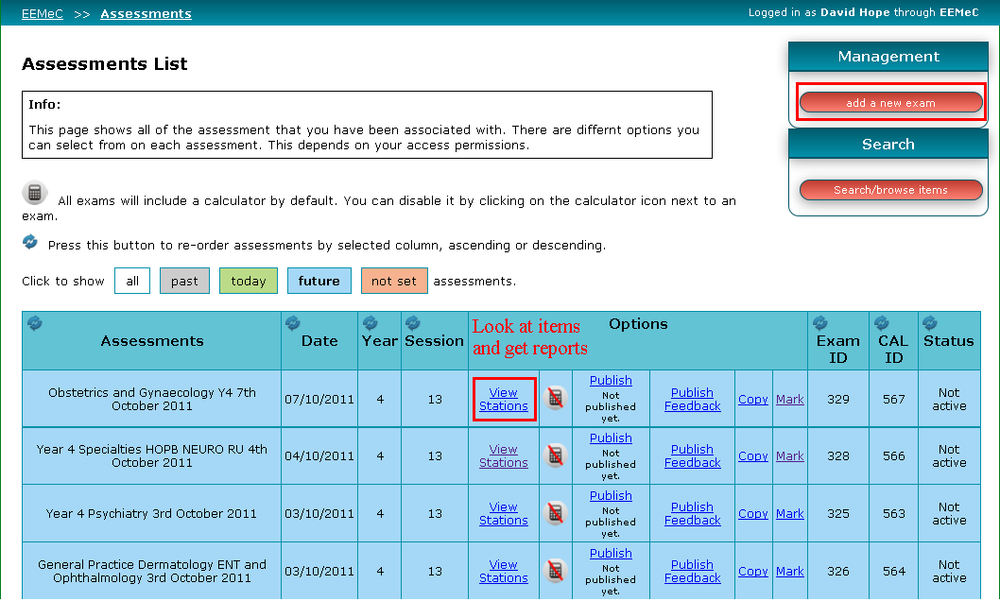 EEMeC >> Assessments
Logged in as David Hope through EEMeC
Assessments List
Info:
This page shows all of the assessment that you have been associated with. There are differnt options you
can select from on each assessment. This depends on your access permissions.
Management
add a new exam
Search
Search/browse items
All exams will include a calculator by default. You can disable it by clicking on the calculator icon next to an
exam.
Press this button to re-order assessments by selected column, ascending or descending.
Click to show all past today future not set assessments.
Assessments Date Year Session Options Exam ID CAL ID Status
Look at items
and get reports
Obstetrics and Gynaecology Y4 7th
October 2011
07/10/2011
4
13
View
Stations
Publish
Not
published
yet.
Publish
Feedback
Copy
Mark
329
567
Not
active
Year 4 Specialties HOPB NEURO RU 4th
October 2011
04/10/2011
4
13
View
Stations
Publish
Not
published
yet.
Publish
Feedback
Copy
Mark
328
566
Not
active
Year 4 Psychiatry 3rd October 2011
03/10/2011
4
13
View
Stations
Publish
Not
published
yet.
Publish
Feedback
Copy
Mark
325
563
Not
active
General Practice Dermatology ENT and
Ophthalmology 3rd October 2011
03/10/2011
4
13
View
Stations
Publish
Not
published
yet.
Publish
Feedback
Copy
Mark
326
564
Not
active